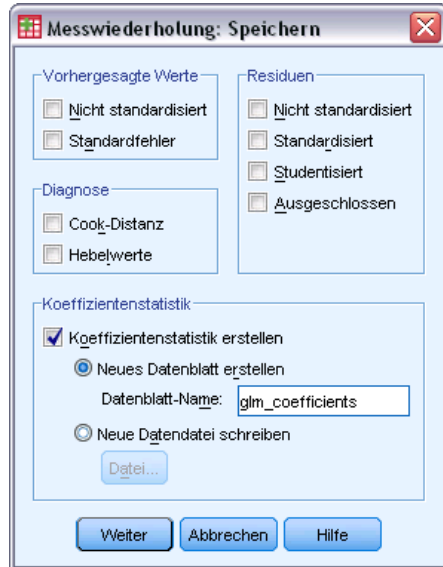 Messwiederholung: Speichern
Vorhergesagte Werte
Nicht standardisiert
Standardfehler
Diagnose
Cook-Distanz
Hebelwerte
Residuen
Nicht standardisiert
Standardisiert
Studentisiert
Ausgeschlossen
Koeffizientenstatistik
Koeffizientenstatistik erstellen
Neues Datenblatt erstellen
Datenblatt-Name: glm_coefficients
Neue Datendatei schreiben
Datei...
Weiter Abbrechen Hilfe